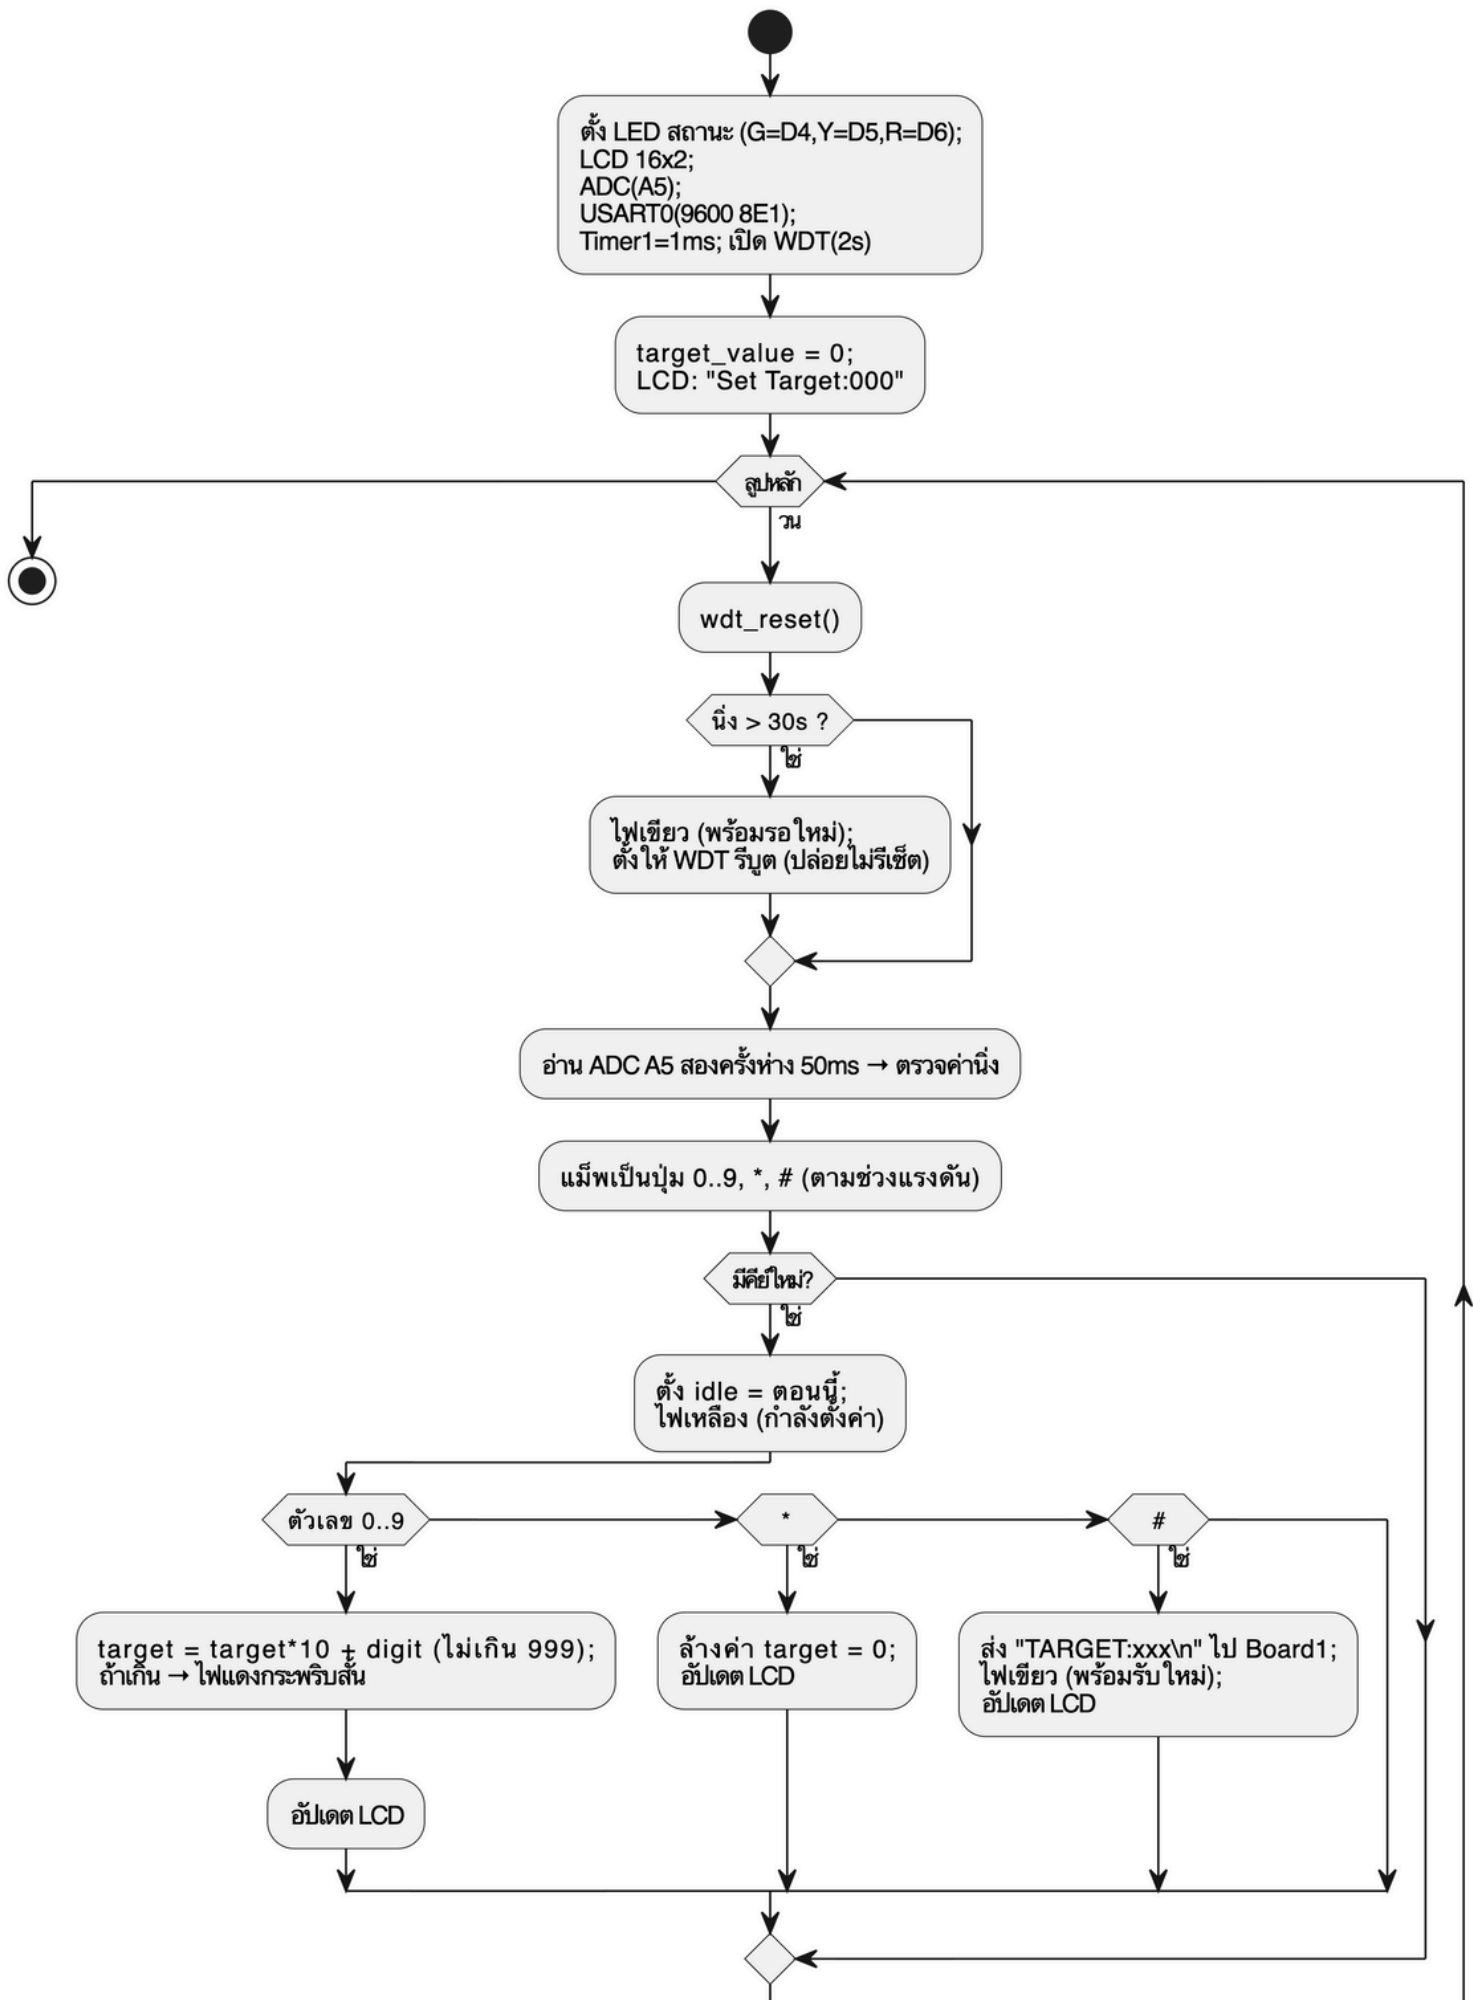 ตั้ง LED สถานะ (G=D4,Y=D5,R=D6);
LCD 16x2;
ADC(A5);
USART0(9600 8E1);
Timer1=1ms; เปิด WDT(2s)
target_value = 0;
LCD: "Set Target:000"
ลูปหลัก
วน
wdt_reset()
นิ่ง > 30s ?
ใช่
ไฟเขียว (พร้อมรอใหม่);
ตั้งให้ WDT รีบูต (ปล่อยไม่รีเซ็ต)
อ่าน ADC A5 สองครั้งห่าง 50ms → ตรวจค่านิ่ง
แม็พเป็นปุ่ม 0..9, *, # (ตามช่วงแรงดัน)
มีคีย์ใหม่?
ใช่
ตั้ง idle = ตอนนี้;
ไฟเหลือง (กำลังตั้งค่า)
ตัวเลข 0..9
ใช่
target = target*10 + digit (ไม่เกิน 999);
ถ้าเกิน → ไฟแดงกระพริบสั้น
อัปเดต LCD
*
ใช่
ล้างค่า target = 0;
อัปเดต LCD
#
ใช่
ส่ง "TARGET:xxx\n" ไป Board1;
ไฟเขียว (พร้อมรับใหม่);
อัปเดต LCD